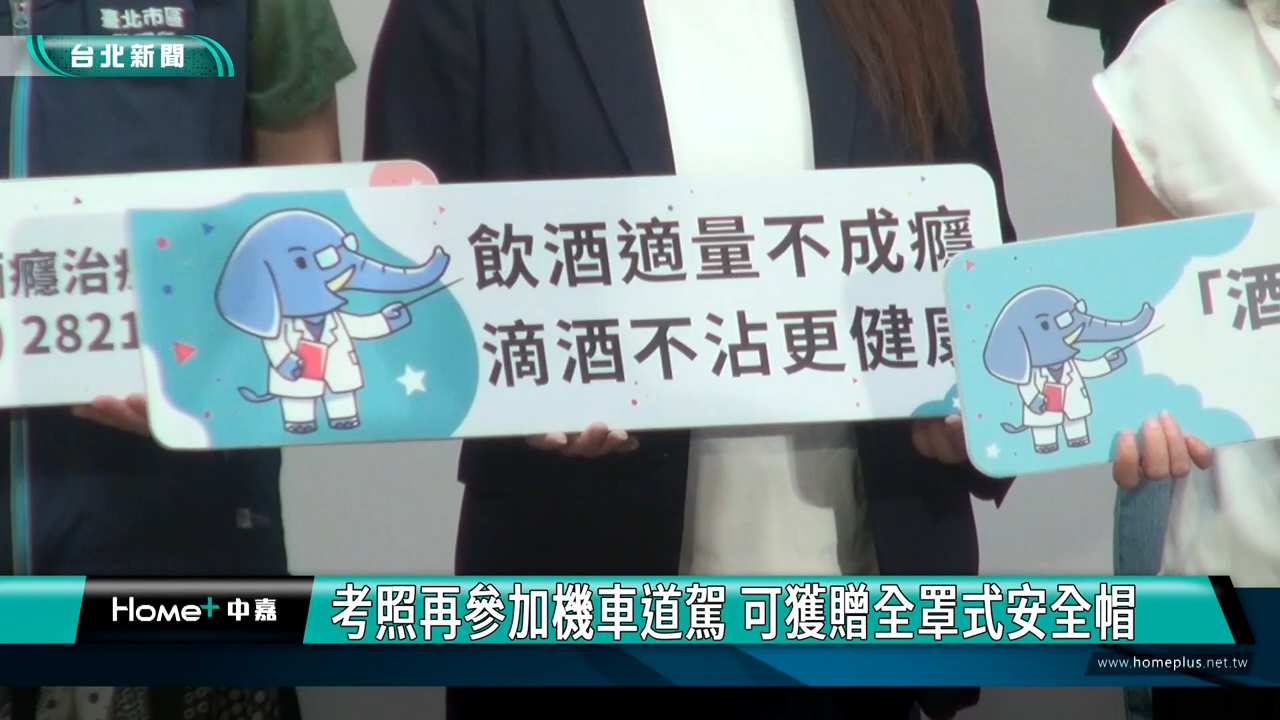 臺北市區
台北新聞
酒癮治療
2821
飲酒適量不成癮
滴酒不沾更健康
「酒
Home+中嘉
考照再參加機車道駕 可獲贈全罩式安全帽
www.homeplus.net.tw